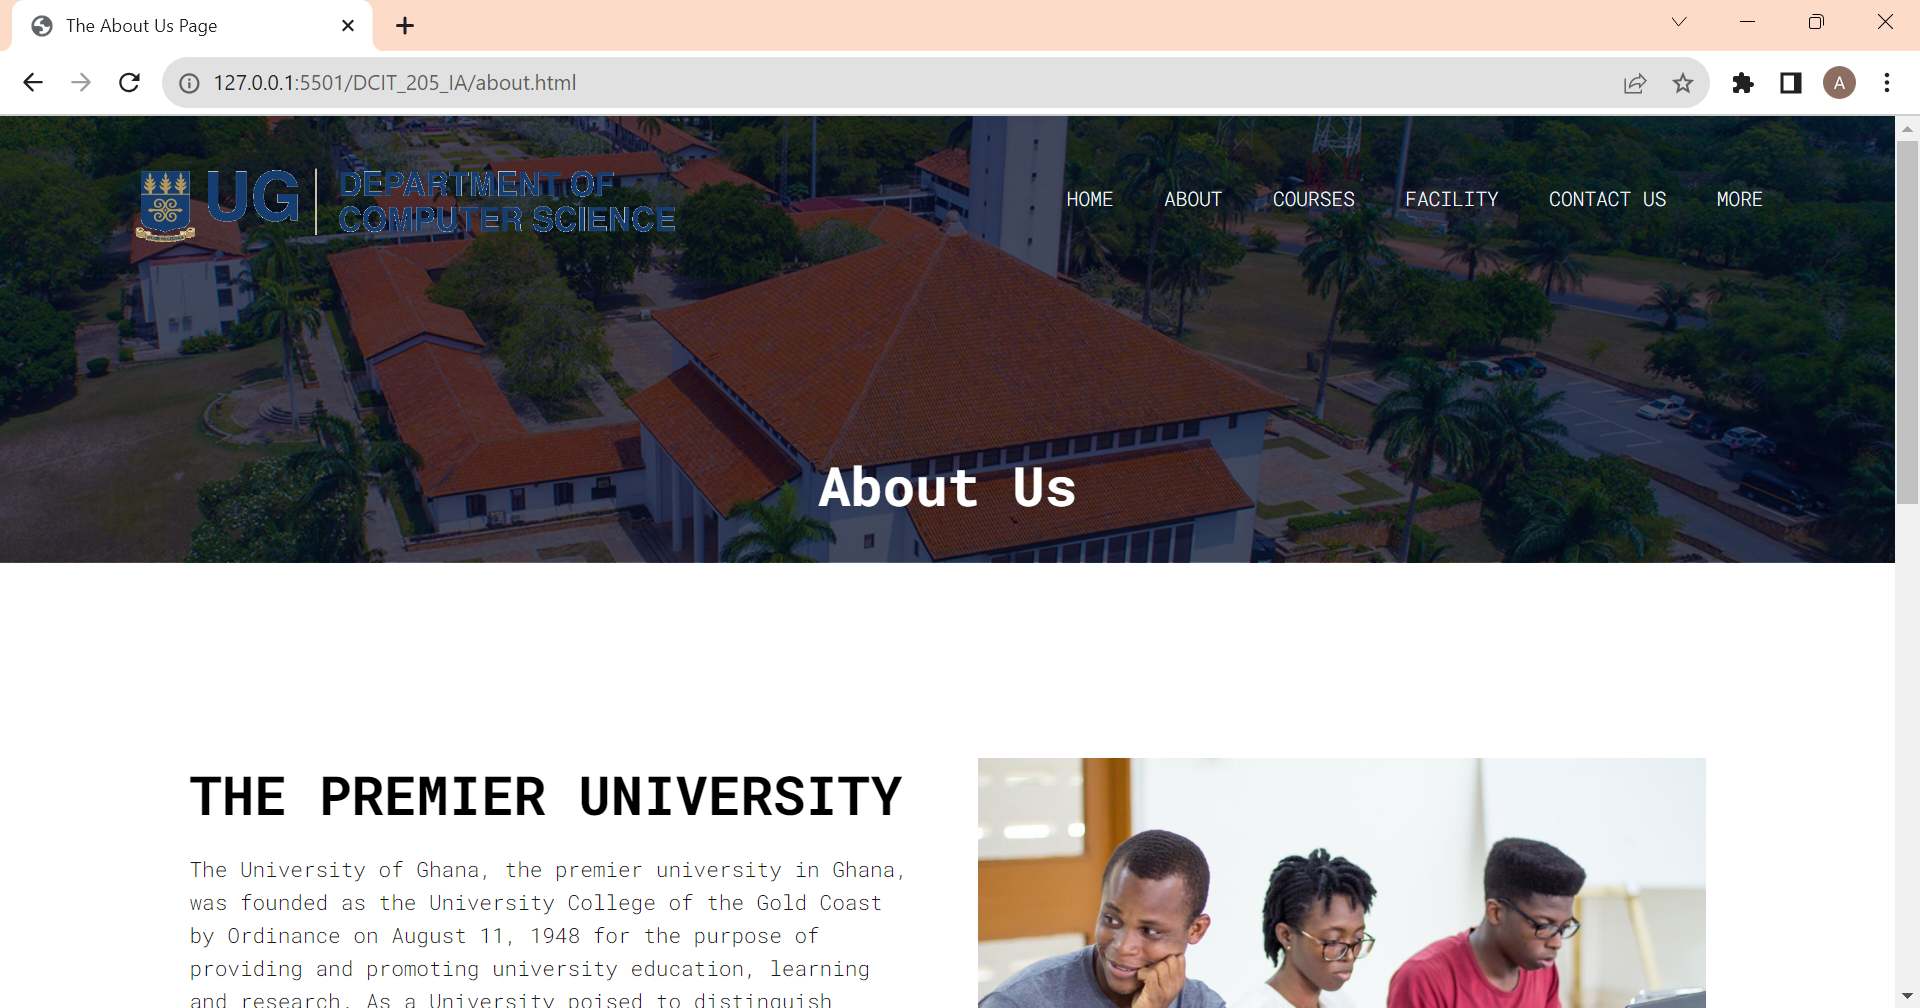 The About Us Page
127.0.0.1:5501/DCIT_205_IA/about.html
A
UG
DEPARTMENT OF
COMPUTER SCIENCE
HOME ABOUT COURSES FACILITY CONTACT US MORE
About Us
THE PREMIER UNIVERSITY
The University of Ghana, the premier university in Ghana,
was founded as the University College of the Gold Coast
by Ordinance on August 11, 1948 for the purpose of
providing and promoting university education, learning
and research. As a University poised to distinguish